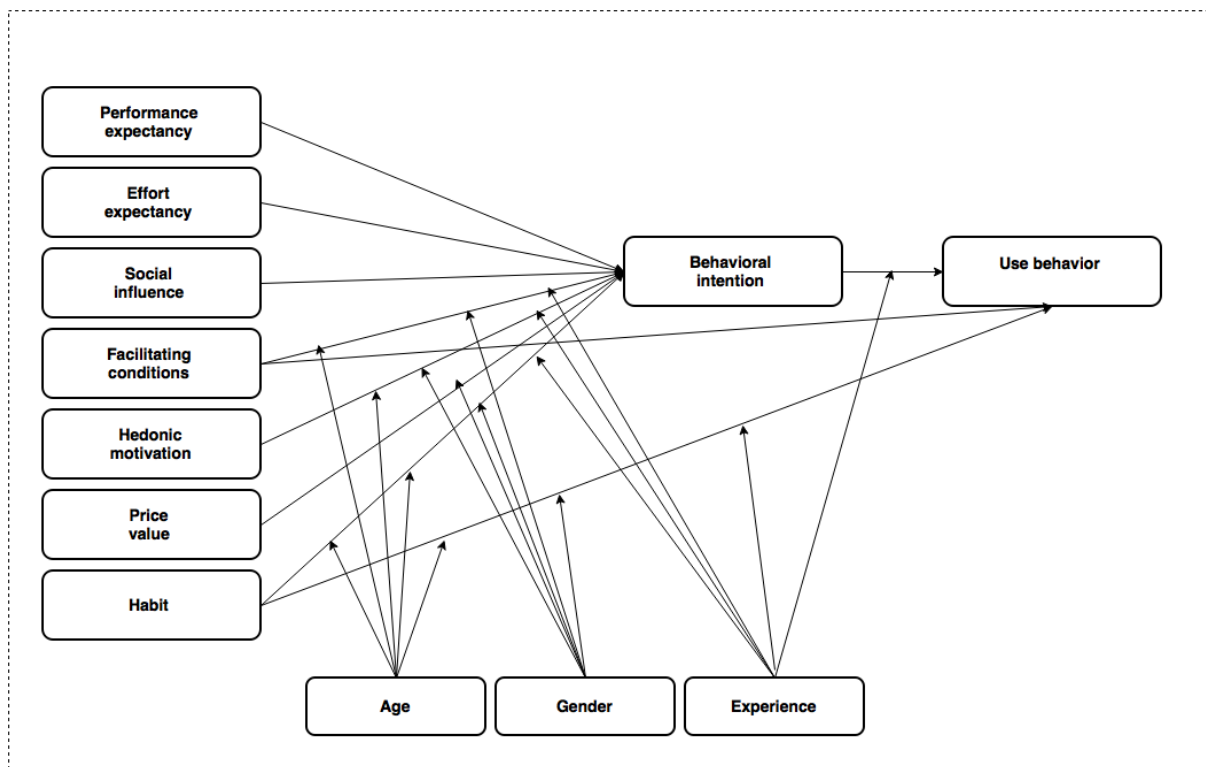 Performance
expectancy
Effort
expectancy
Social
influence
Behavioral
intention
Use behavior
Facilitating
conditions
Hedonic
motivation
Price
value
Habit
Age
Gender
Experience